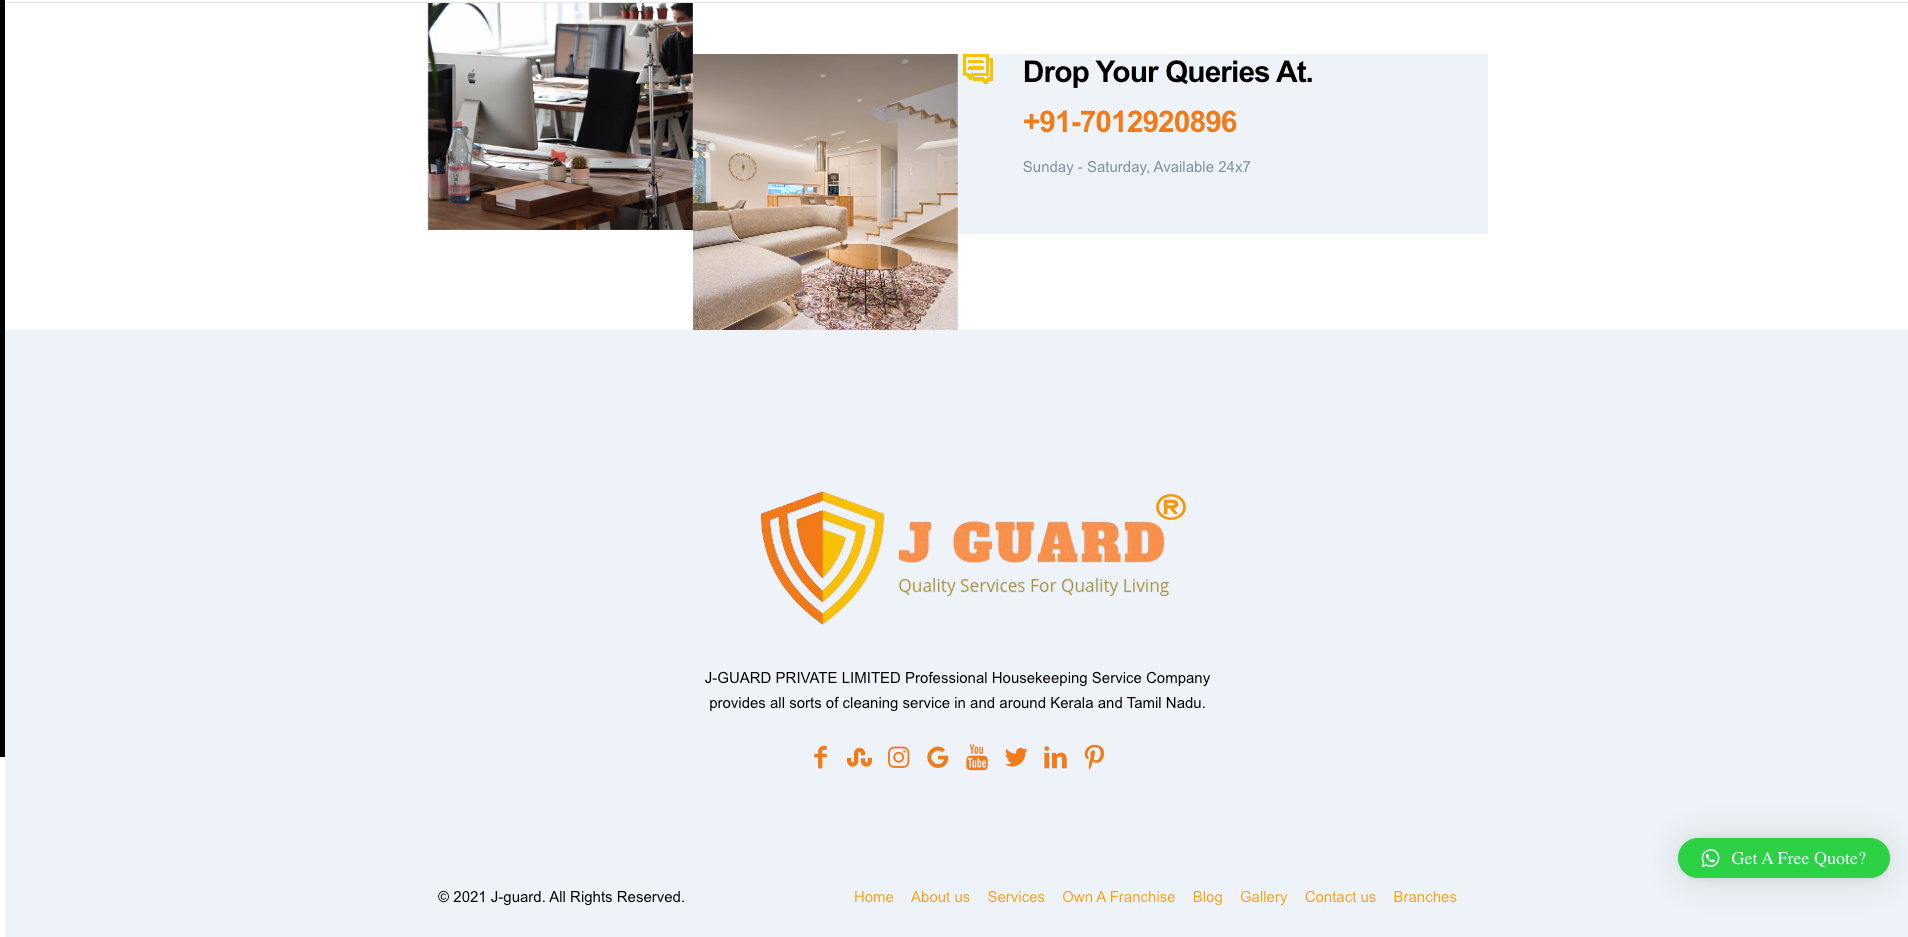 Drop Your Queries At.
+91-7012920896
Sunday - Saturday, Available 24x7
J GUARD®
Quality Services For Quality Living
J-GUARD PRIVATE LIMITED Professional Housekeeping Service Company
provides all sorts of cleaning service in and around Kerala and Tamil Nadu.
You
Tube
Get A Free Quote?
© 2021 J-guard. All Rights Reserved.
Home About us Services Own A Franchise Blog Gallery Contact us Branches